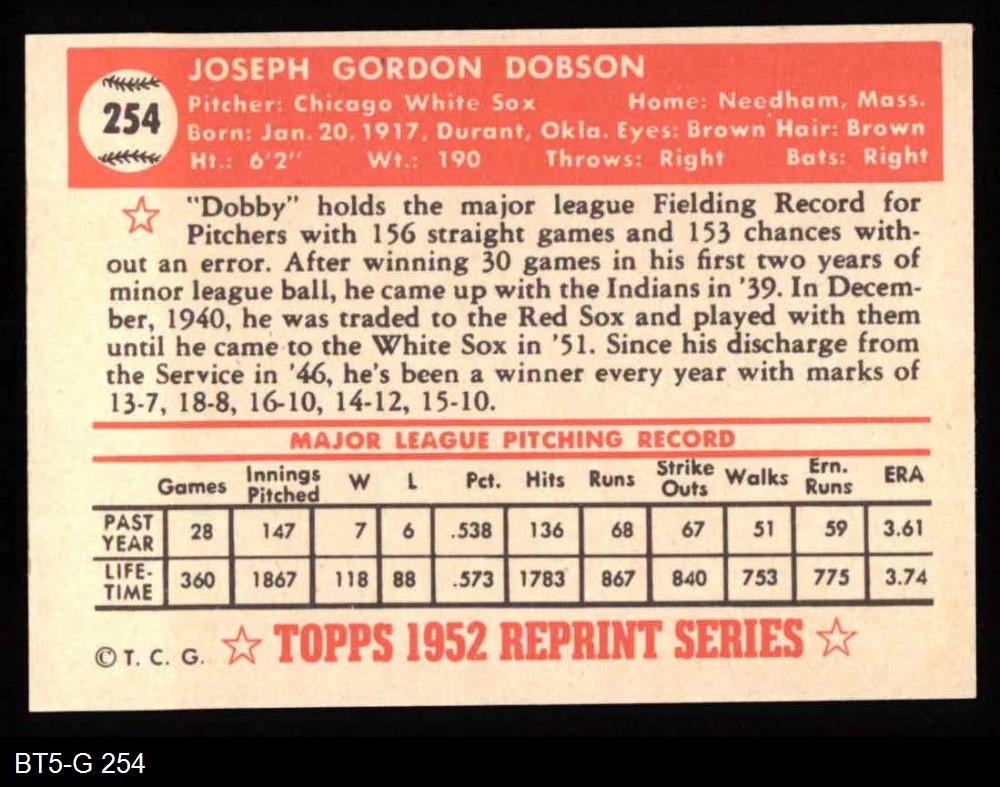 JOSEPH GORDON DOBSON
254
Pitcher: Chicago White Sox Home: Needham, Mass.
Born: Jan. 20, 1917, Durant, Okla. Eyes: Brown Hair: Brown
Ht.: 6'2" Wt.: 190 Throws: Right Bats: Right
"Dobby" holds the major league Fielding Record for
Pitchers with 156 straight games and 153 chances with-
out an error. After winning 30 games in his first two years of
minor league ball, he came up with the Indians in '39. In Decem-
ber, 1940, he was traded to the Red Sox and played with them
until he came to the White Sox in '51. Since his discharge from
the Service in '46, he's been a winner every year with marks of
13-7, 18-8, 16-10, 14-12, 15-10.
MAJOR LEAGUE PITCHING RECORD
Games Innings Pitched W L Pct. Hits Runs Strike Outs Walks Ern. Runs ERA
PAST YEAR 28 147 7 6 .538 136 68 67 51 59 3.61
LIFE-TIME 360 1867 118 88 .573 1783 867 840 753 775 3.74
© T. C. G. TOPPS 1952 REPRINT SERIES
BT5-G 254